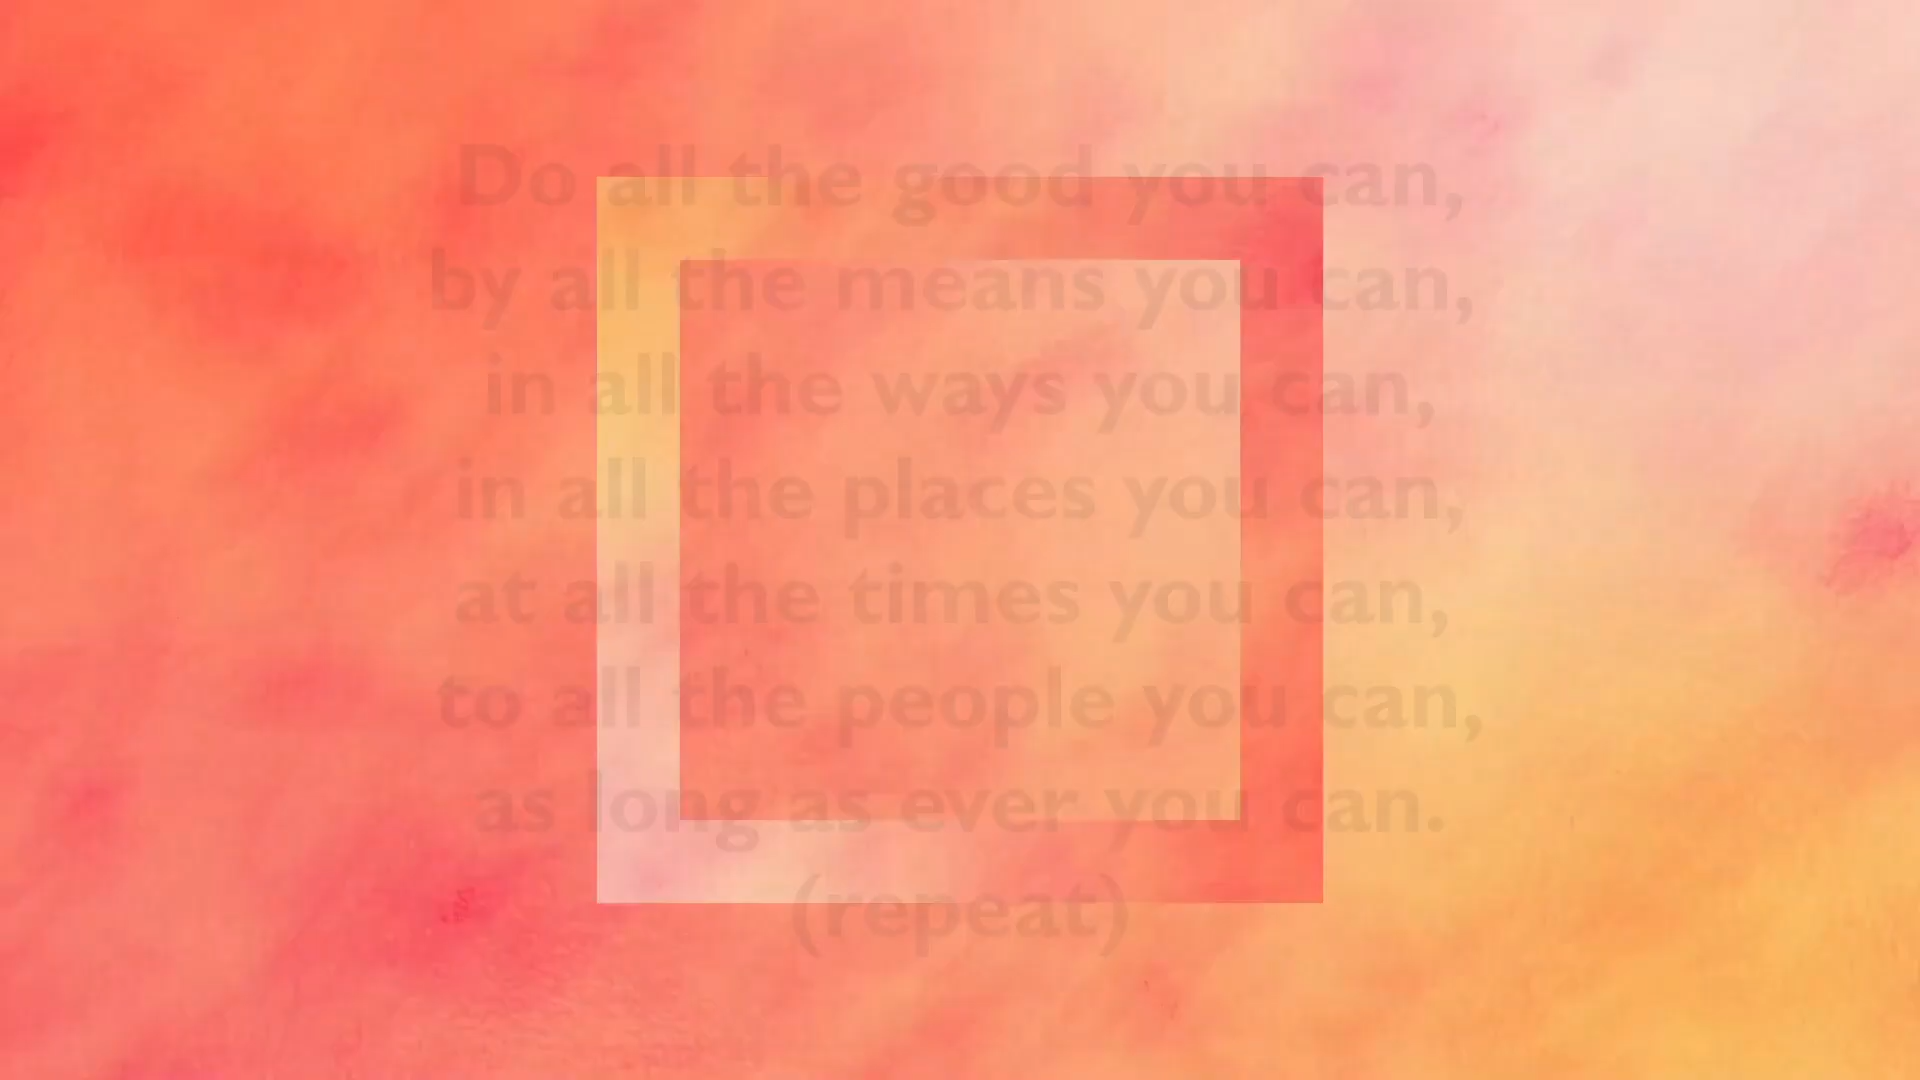 Do all the good you can,
by all the means you can,
in all the ways you can,
in all the places you can,
at all the times you can,
to all the people you can,
as long as ever you can.
(repeat)